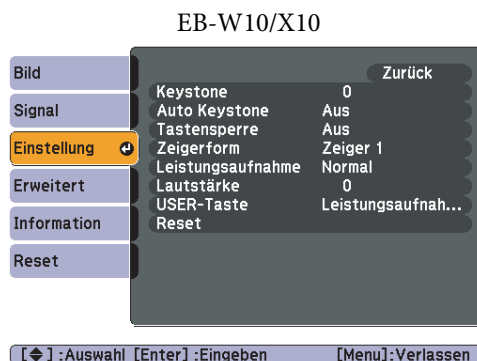 EB-W10/X10
Bild
Signal
Einstellung
Erweitert
Information
Reset
Zurück
Keystone 0
Auto Keystone Aus
Tastensperre Aus
Zeigerform Zeiger 1
Leistungsaufnahme Normal
Lautstärke 0
USER-Taste Leistungsaufnah...
Reset
[◆] :Auswahl [Enter] :Eingeben [Menu]:Verlassen